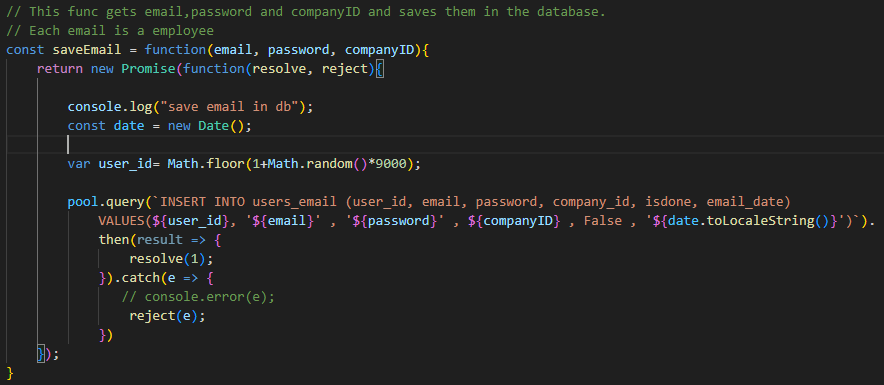 // This func gets email,password and companyID and saves them in the database.
// Each email is a employee
const saveEmail = function(email, password, companyID){
    return new Promise(function(resolve, reject){
        console.log("save email in db");
        const date = new Date();
        var user_id= Math.floor(1+Math.random()*9000);
        pool.query(`INSERT INTO users_email (user_id, email, password, company_id, isdone, email_date)
            VALUES(${user_id}, '${email}' , '${password}' , ${companyID} , False , '${date.toLocaleString()}')`).
            then(result => {
                resolve(1);
            }).catch(e => {
               // console.error(e);
                reject(e);
            })
    });
}